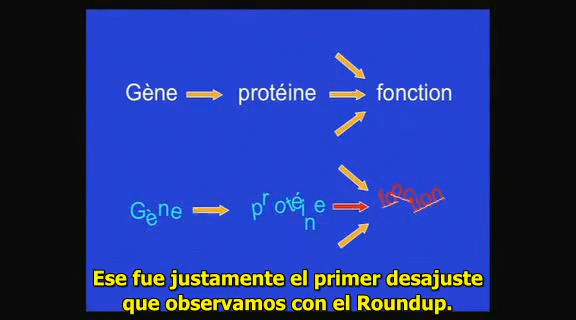 Gène protéine fonction
Gène protéine fonction
Ese fue justamente el primer desajuste
que observamos con el Roundup.